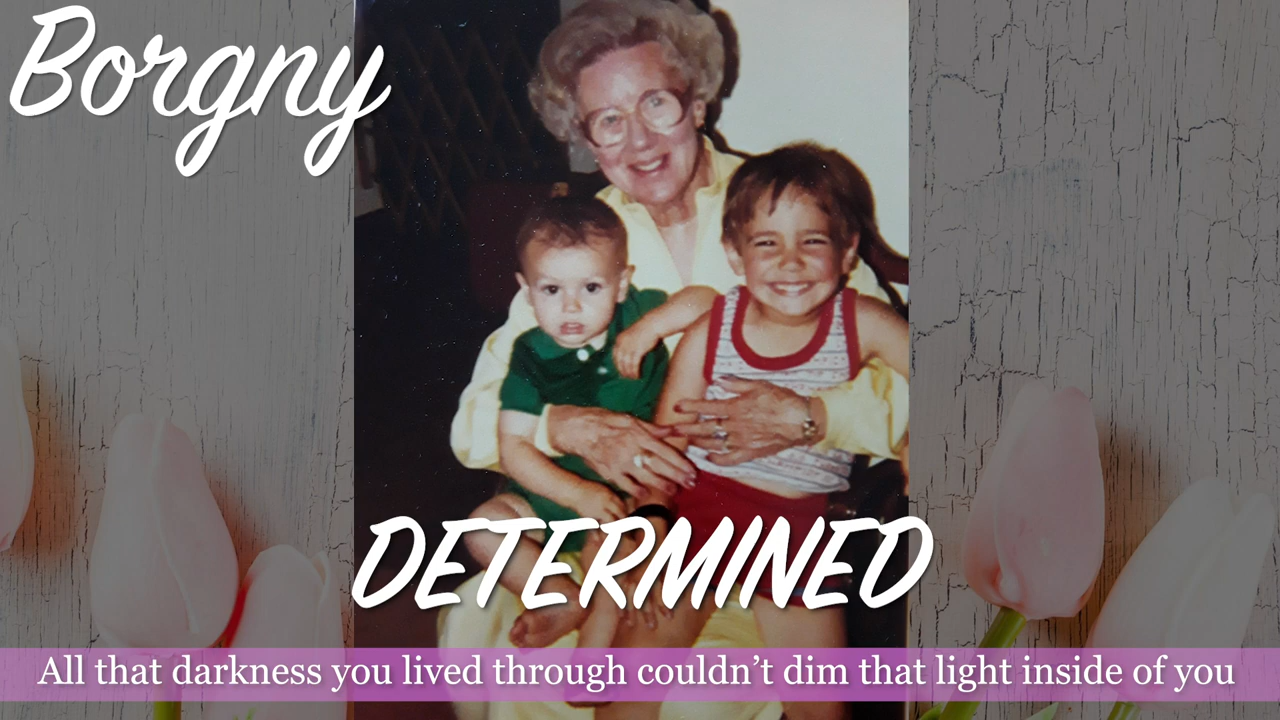 Borgny
DETERMINED
All that darkness you lived through couldn’t dim that light inside of you